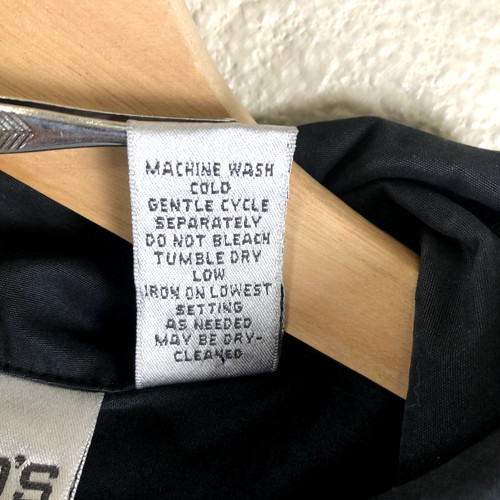 MACHINE WASH
COLD
GENTLE CYCLE
SEPARATELY
DO NOT BLEACH
TUMBLE DRY
LOW
IRON ON LOWEST
SETTING
AS NEEDED
MAY BE DRY-
CLEANED
'S